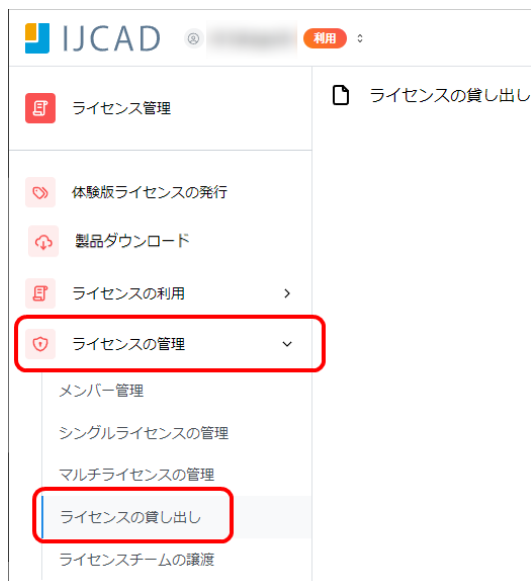 IJCAD
利用
ライセンス管理
ライセンスの貸し出し
体験版ライセンスの発行
製品ダウンロード
ライセンスの利用
ライセンスの管理
メンバー管理
シングルライセンスの管理
マルチライセンスの管理
ライセンスの貸し出し
ライセンスチームの譲渡